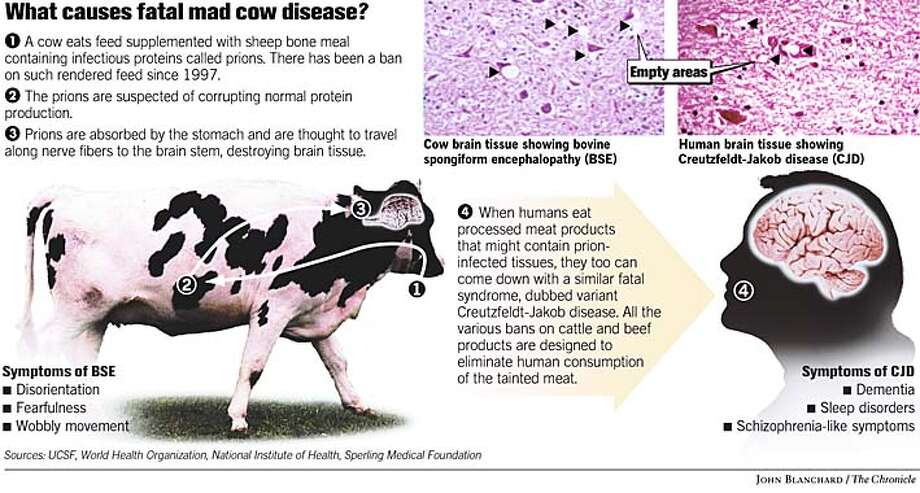 What causes fatal mad cow disease?
1 A cow eats feed supplemented with sheep bone meal
containing infectious proteins called prions. There has been a ban
on such rendered feed since 1997.
2 The prions are suspected of corrupting normal protein
production.
3 Prions are absorbed by the stomach and are thought to travel
along nerve fibers to the brain stem, destroying brain tissue.
Empty areas
Cow brain tissue showing bovine
spongiform encephalopathy (BSE)
Human brain tissue showing
Creutzfeldt-Jakob disease (CJD)
3
2
1
4 When humans eat
processed meat products
that might contain prion-
infected tissues, they too can
come down with a similar fatal
syndrome, dubbed variant
Creutzfeldt-Jakob disease. All the
various bans on cattle and beef
products are designed to
eliminate human consumption
of the tainted meat.
4
Symptoms of BSE
■ Disorientation
■ Fearfulness
■ Wobbly movement
Symptoms of CJD
■ Dementia
■ Sleep disorders
■ Schizophrenia-like symptoms
Sources: UCSF, World Health Organization, National Institute of Health, Sperling Medical Foundation
JOHN BLANCHARD / The Chronicle